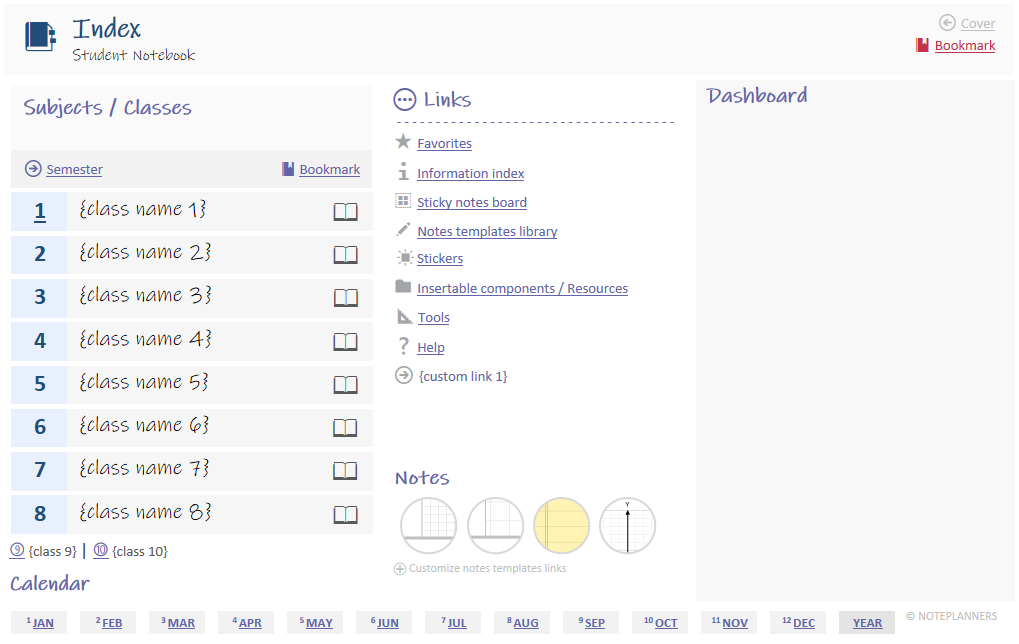 Index
Student Notebook
Cover
Bookmark
Subjects / Classes
Semester
Bookmark
1 {class name 1}
2 {class name 2}
3 {class name 3}
4 {class name 4}
5 {class name 5}
6 {class name 6}
7 {class name 7}
8 {class name 8}
⑨ {class 9} | ⑩ {class 10}
Links
Favorites
Information index
Sticky notes board
Notes templates library
Stickers
Insertable components / Resources
Tools
Help
{custom link 1}
Notes
Y
Customize notes templates links
Dashboard
Calendar
1 JAN 2 FEB 3 MAR 4 APR 5 MAY 6 JUN 7 JUL 8 AUG 9 SEP 10 OCT 11 NOV 12 DEC YEAR
© NOTEPLANNERS